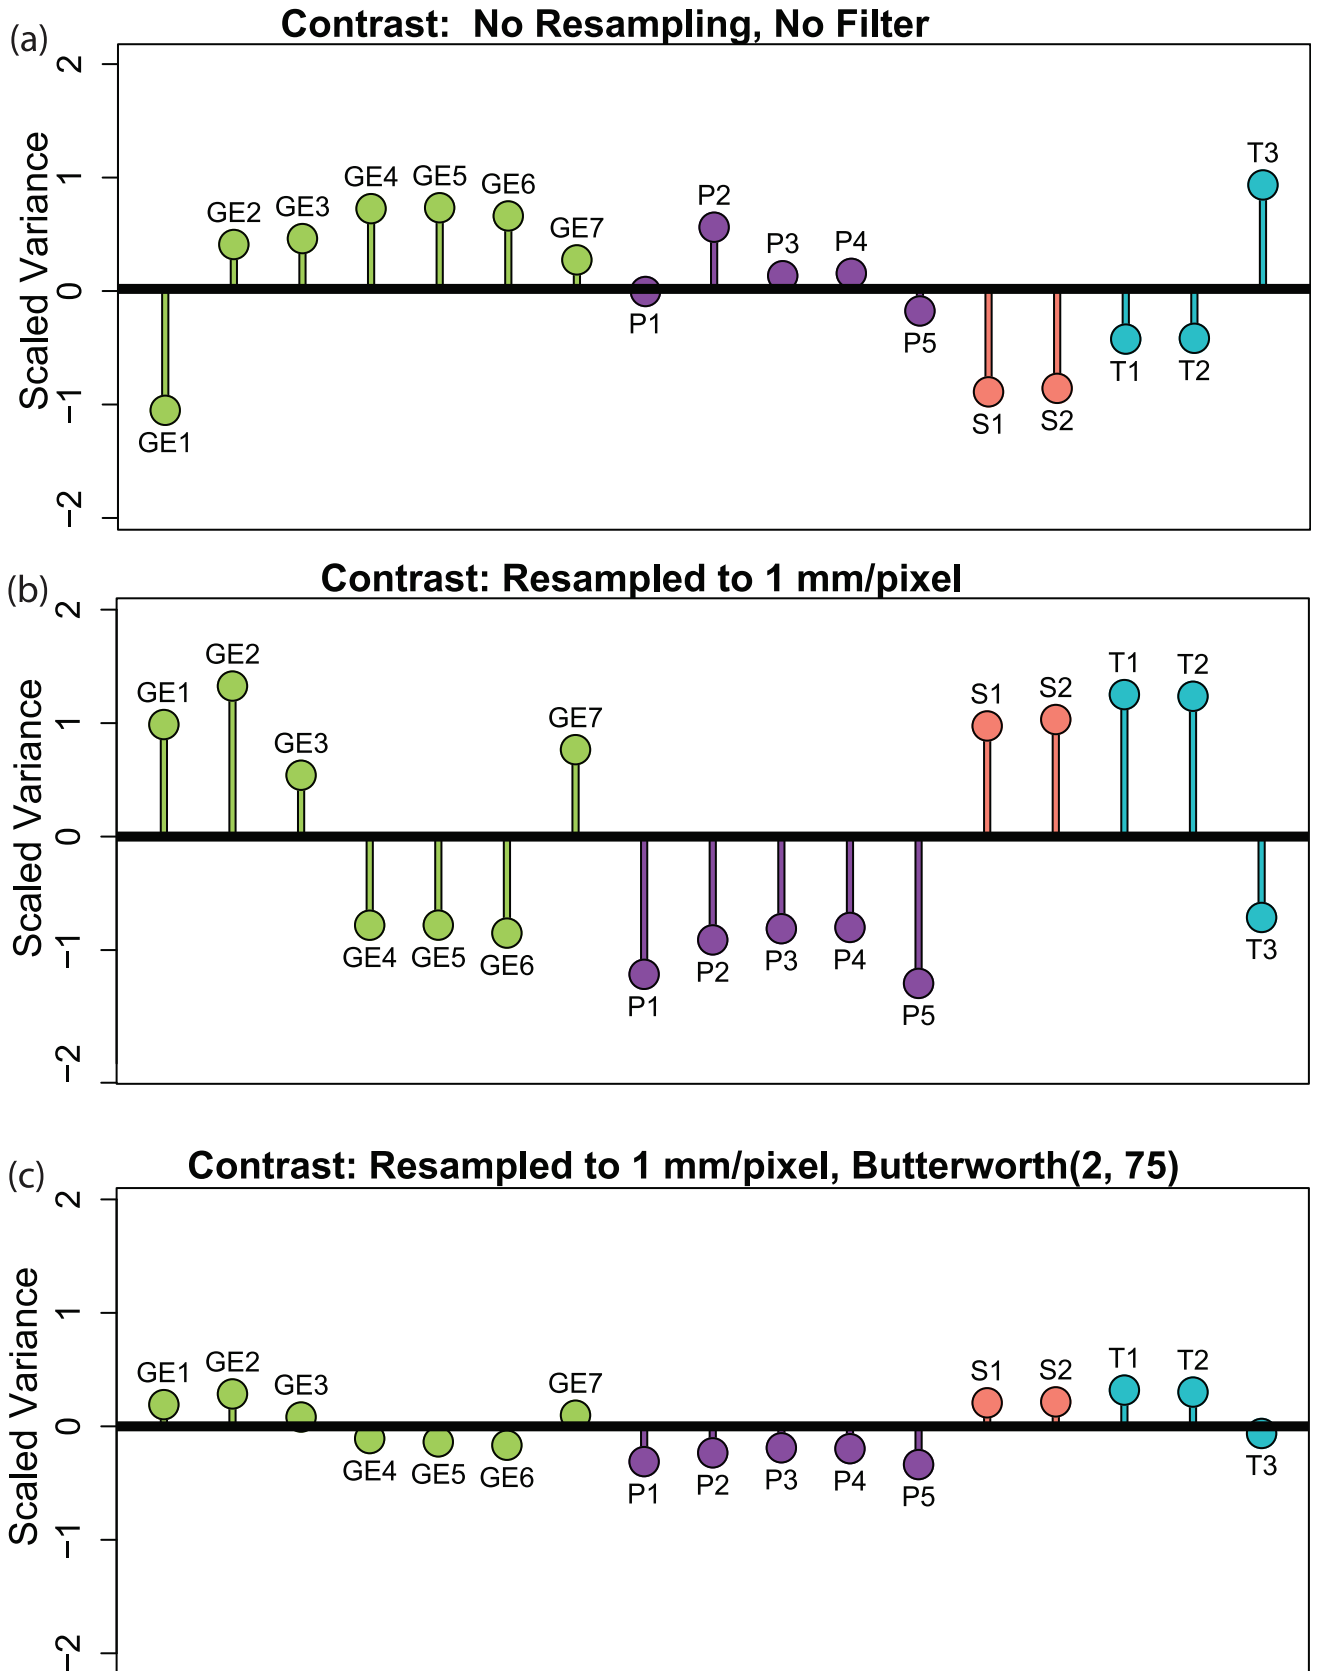 (a)
Contrast: No Resampling, No Filter
Scaled Variance
2
1
0
−1
−2
GE1
GE2
GE3
GE4
GE5
GE6
GE7
P1
P2
P3
P4
P5
S1
S2
T1
T2
T3
(b)
Contrast: Resampled to 1 mm/pixel
Scaled Variance
2
1
0
−1
−2
GE1
GE2
GE3
GE4
GE5
GE6
GE7
P1
P2
P3
P4
P5
S1
S2
T1
T2
T3
(c)
Contrast: Resampled to 1 mm/pixel, Butterworth(2, 75)
Scaled Variance
2
1
0
−1
−2
GE1
GE2
GE3
GE4
GE5
GE6
GE7
P1
P2
P3
P4
P5
S1
S2
T1
T2
T3